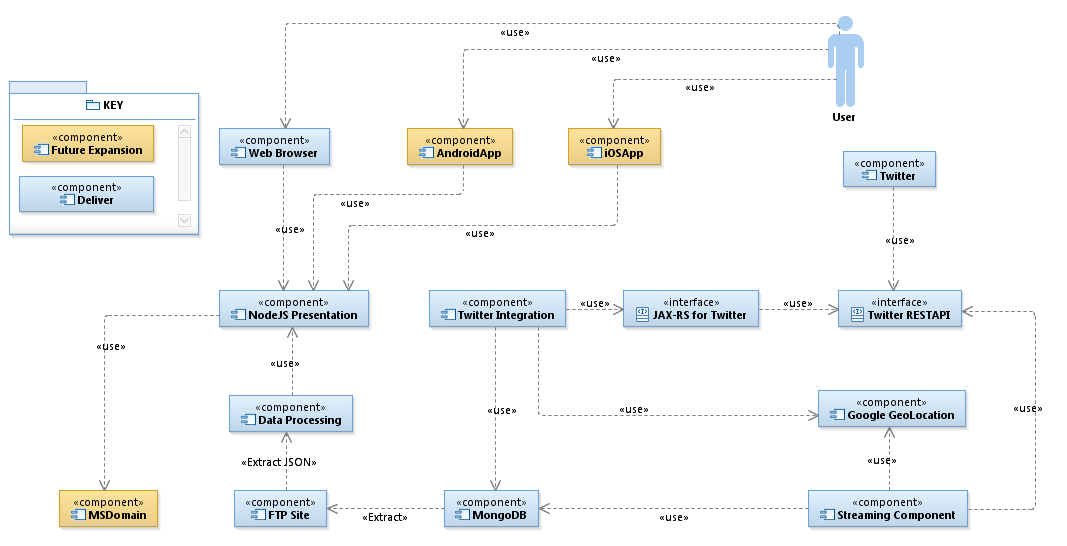 «use»
«use»
«use»
User
KEY
«component»
Future Expansion
«component»
Deliver
«component»
Web Browser
«component»
AndroidApp
«component»
iOSApp
«component»
Twitter
«use»
«use»
«use»
«use»
«component»
NodeJS Presentation
«component»
Twitter Integration
«use»
«interface»
JAX-RS for Twitter
«use»
«interface»
Twitter RESTAPI
«use»
«use»
«component»
Data Processing
«use»
«use»
«component»
Google GeoLocation
«use»
«Extract JSON»
«use»
«component»
MSDomain
«component»
FTP Site
«Extract»
«component»
MongoDB
«use»
«component»
Streaming Component